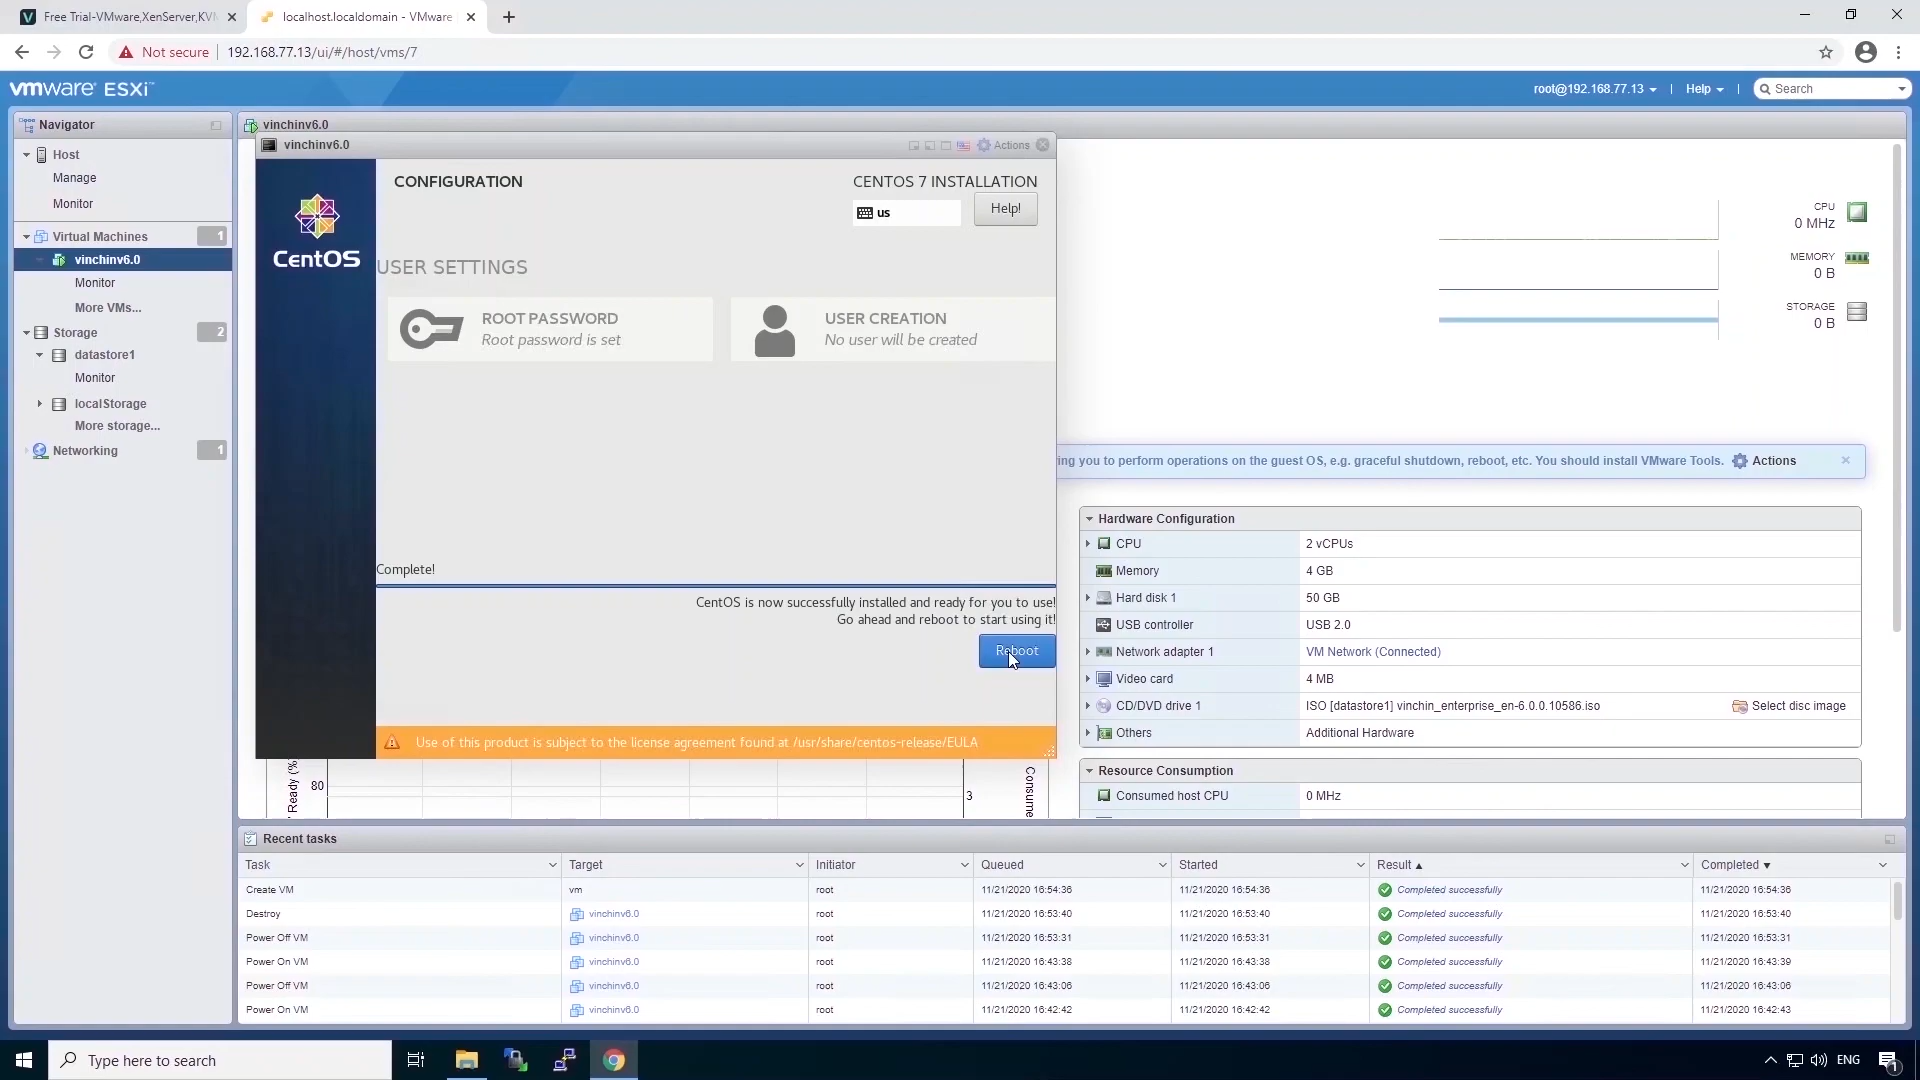 Free Trial-VMware,XenServer,KVM
localhost.localdomain - VMware
Not secure
192.168.77.13/ui/#/host/vms/7
vmware ESXi
root@192.168.77.13
Help
Search
Navigator
Host
Manage
Monitor
Virtual Machines
1
vinchinv6.0
Monitor
More VMs...
Storage
2
datastore1
Monitor
localStorage
More storage...
Networking
1
vinchinv6.0
vinchinv6.0
Actions
CentOS
CONFIGURATION
CENTOS 7 INSTALLATION
us
Help!
USER SETTINGS
ROOT PASSWORD
Root password is set
USER CREATION
No user will be created
Complete!
CentOS is now successfully installed and ready for you to use!
Go ahead and reboot to start using it!
Reboot
Use of this product is subject to the license agreement found at /usr/share/centos-release/EULA
CPU
0 MHz
MEMORY
0 B
STORAGE
0 B
ing you to perform operations on the guest OS, e.g. graceful shutdown, reboot, etc. You should install VMware Tools.
Actions
Hardware Configuration
CPU 2 vCPUs
Memory 4 GB
Hard disk 1 50 GB
USB controller USB 2.0
Network adapter 1 VM Network (Connected)
Video card 4 MB
CD/DVD drive 1 ISO [datastore1] vinchin_enterprise_en-6.0.0.10586.iso Select disc image
Others Additional Hardware
Resource Consumption
Consumed host CPU 0 MHz
Ready (%)
80
3
Consume
Recent tasks
Task Target Initiator Queued Started Result Completed
Create VM vm root 11/21/2020 16:54:36 11/21/2020 16:54:36 Completed successfully 11/21/2020 16:54:36
Destroy vinchinv6.0 root 11/21/2020 16:53:40 11/21/2020 16:53:40 Completed successfully 11/21/2020 16:53:40
Power Off VM vinchinv6.0 root 11/21/2020 16:53:31 11/21/2020 16:53:31 Completed successfully 11/21/2020 16:53:31
Power On VM vinchinv6.0 root 11/21/2020 16:43:38 11/21/2020 16:43:38 Completed successfully 11/21/2020 16:43:39
Power Off VM vinchinv6.0 root 11/21/2020 16:43:06 11/21/2020 16:43:06 Completed successfully 11/21/2020 16:43:06
Power On VM vinchinv6.0 root 11/21/2020 16:42:42 11/21/2020 16:42:42 Completed successfully 11/21/2020 16:42:43
Type here to search
ENG
1